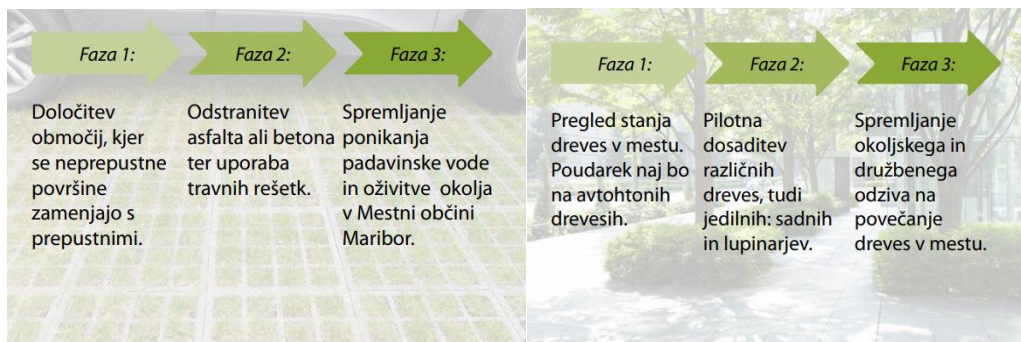 Faza 1:
Določitev
območij, kjer
se neprepustne
površine
zamenjajo s
prepustnimi.
Faza 2:
Odstranitev
asfalta ali betona
ter uporaba
travnih rešetk.
Faza 3:
Spremljanje
ponikanja
padavinske vode
in oživitve okolja
v Mestni občini
Maribor.
Faza 1:
Pregled stanja
dreves v mestu.
Poudarek naj bo
na avtohtonih
drevesih.
Faza 2:
Pilotna
dosaditev
različnih
dreves, tudi
jedilnih: sadnih
in lupinarjev.
Faza 3:
Spremljanje
okoljskega in
družbenega
odziva na
povečanje
dreves v mestu.